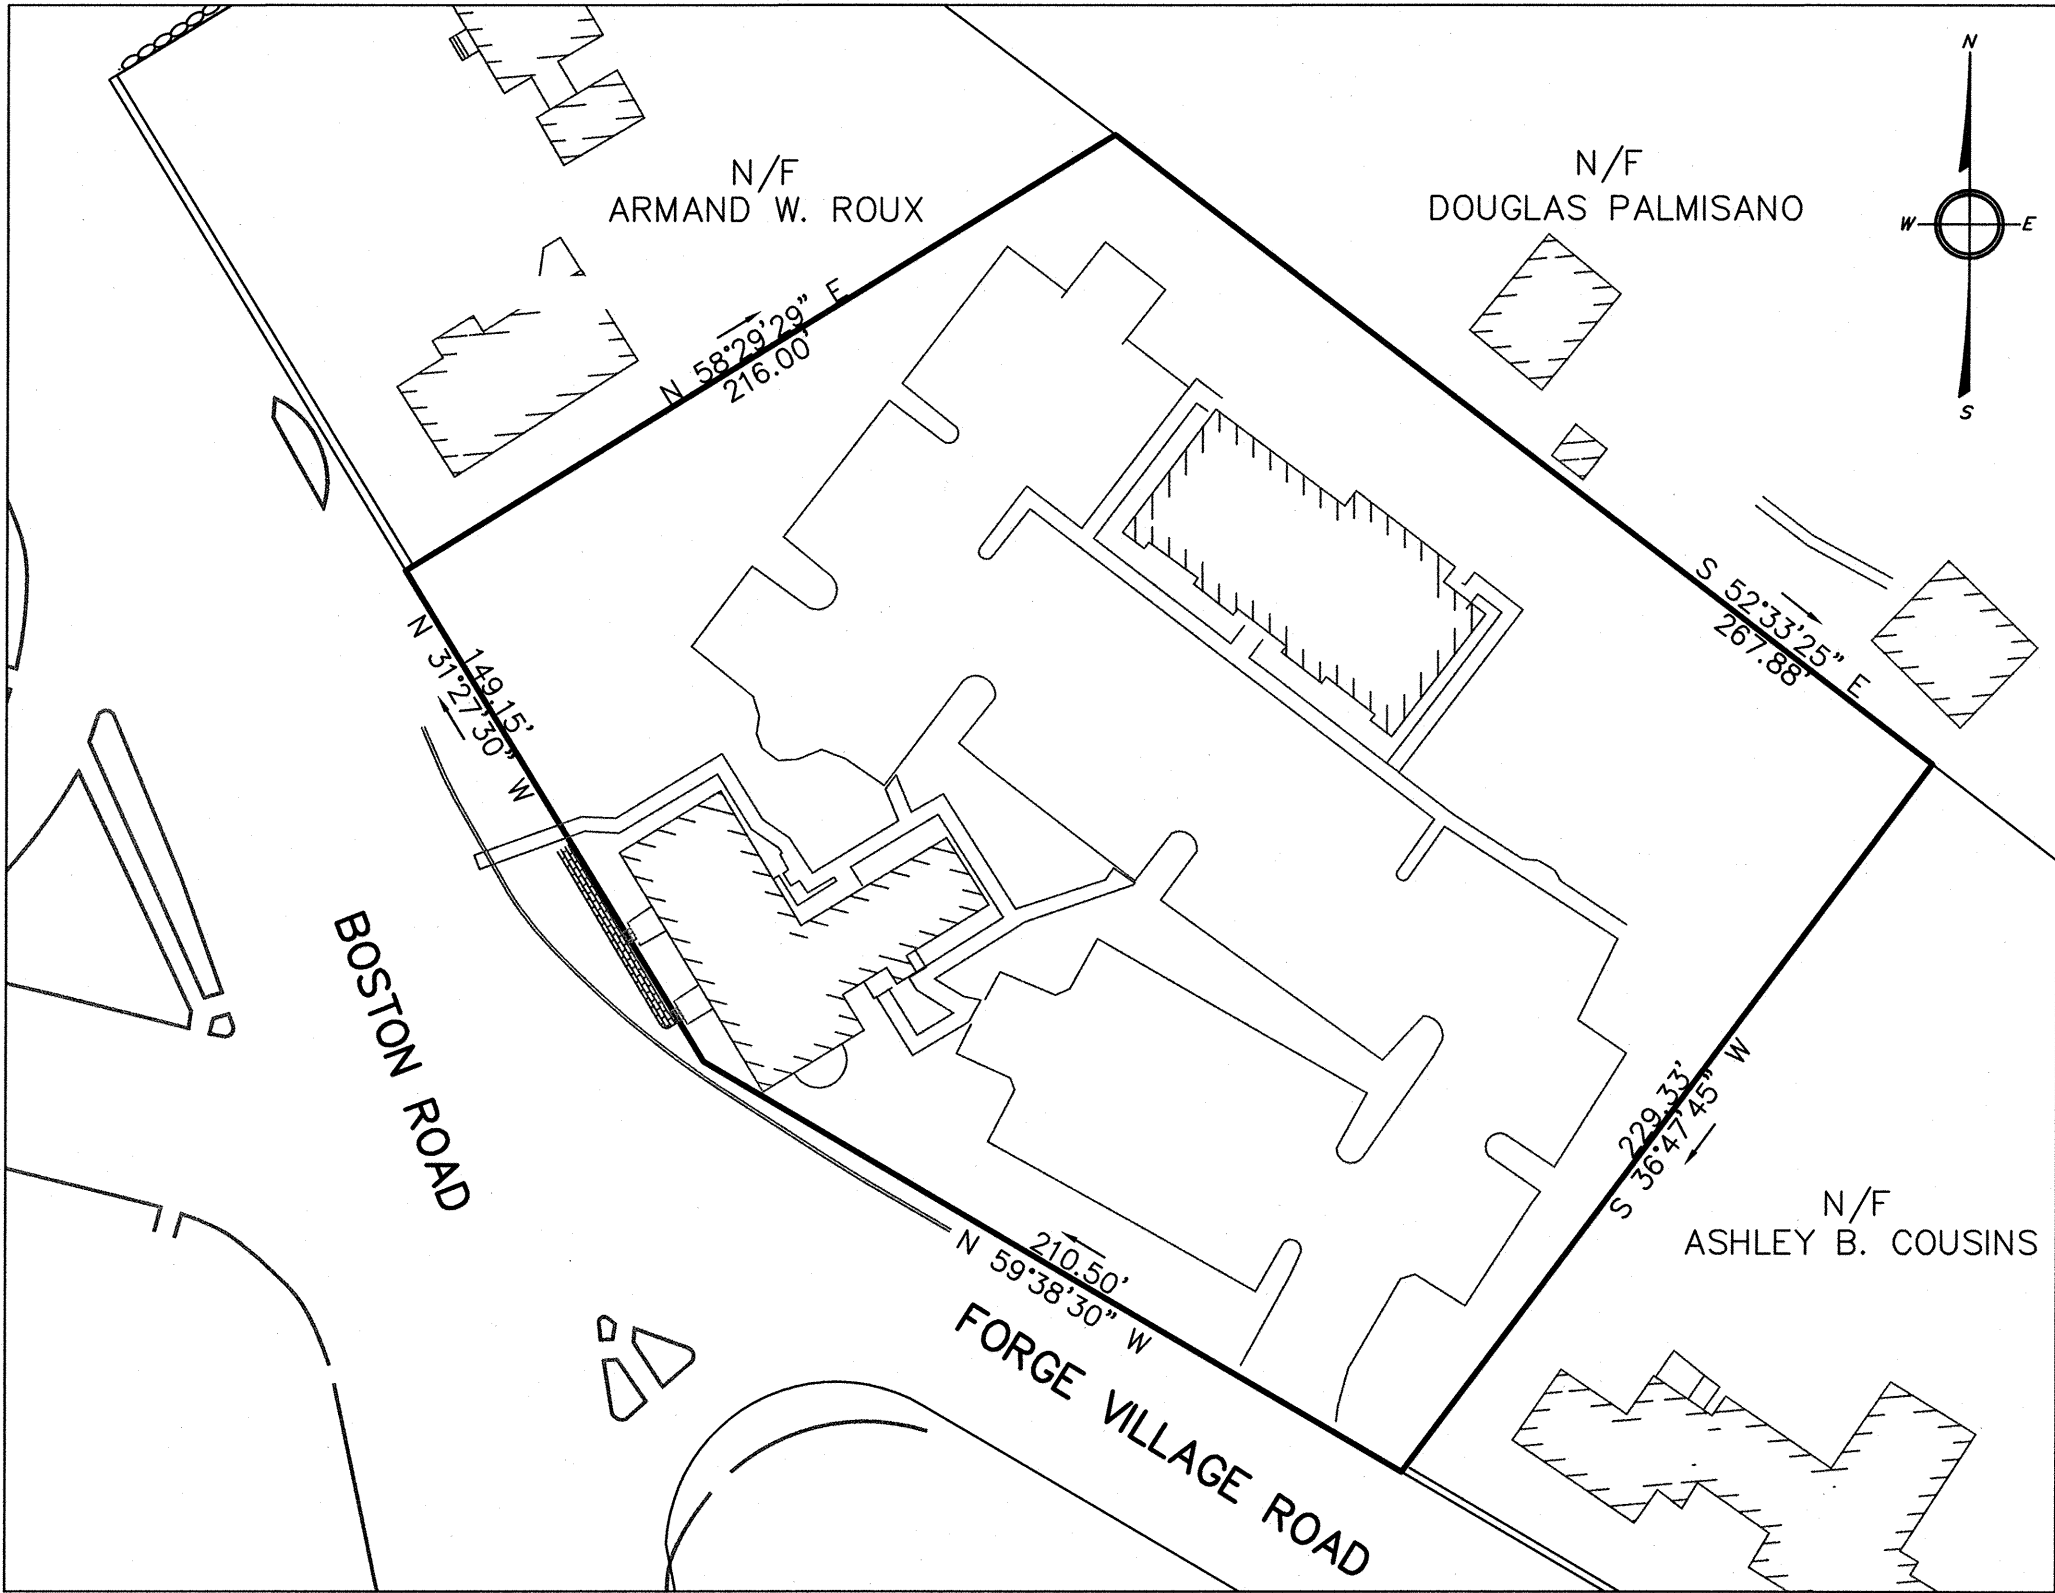 N
N/F
ARMAND W. ROUX
N/F
DOUGLAS PALMISANO
W
E
S
N 58°29'29" E
216.00'
S 52°33'25" E
267.88'
149.15'
N 31°27'30" W
BOSTON ROAD
229.33'
S 36°47'45" W
N/F
ASHLEY B. COUSINS
210.50'
N 59°38'30" W
FORGE VILLAGE ROAD